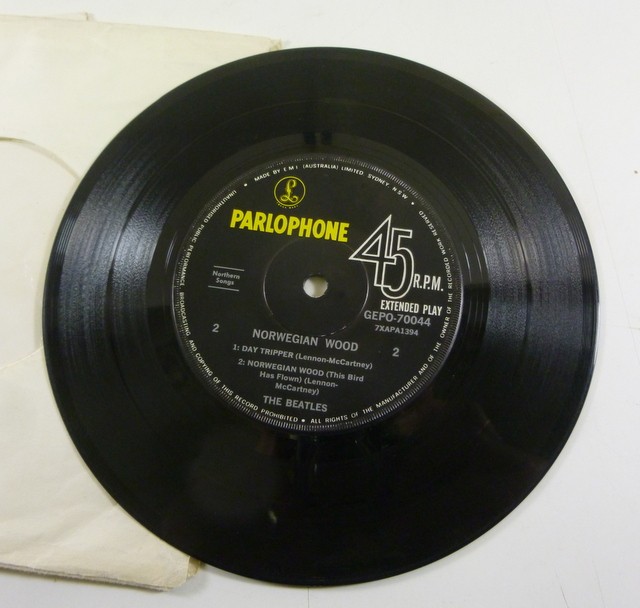 MADE BY E M I (AUSTRALIA) LIMITED SYDNEY, N S W •
UNAUTHORISED PUBLIC PERFORMANCE BROADCASTING AND COPYING OF THIS RECORD PROHIBITED • ALL RIGHTS OF THE MANUFACTURER AND OF THE OWNER OF THE RECORDED WORK RESERVED •
£
PARLOPHONE
45
R.P.M.
EXTENDED PLAY
Northern
Songs
GEPO-70044
7XAPA1394
2
2
NORWEGIAN WOOD
1: DAY TRIPPER (Lennon-McCartney)
2: NORWEGIAN WOOD (This Bird
Has Flown) (Lennon-
McCartney)
THE BEATLES